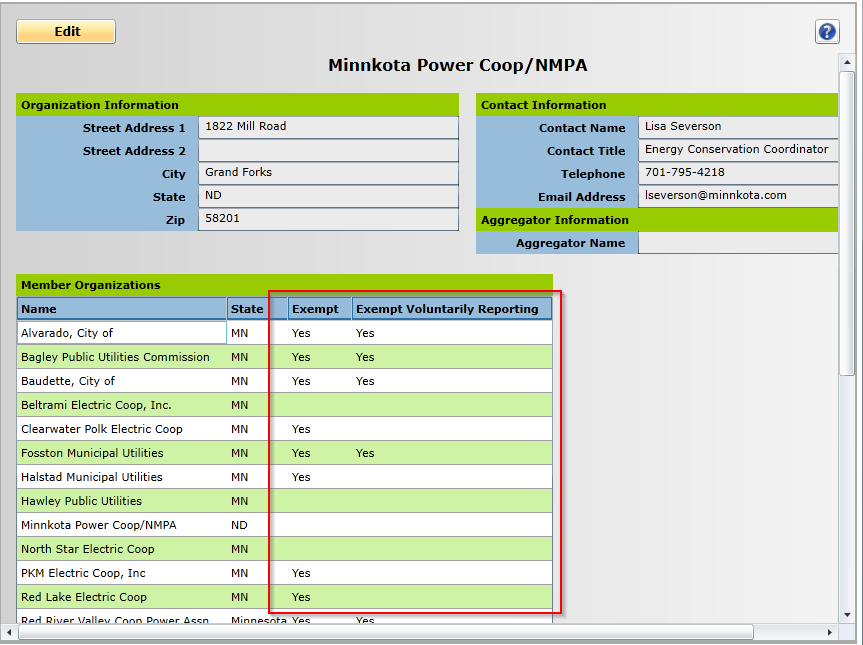 Edit
?
Minnkota Power Coop/NMPA
Organization Information
Street Address 1 1822 Mill Road
Street Address 2
City Grand Forks
State ND
Zip 58201
Contact Information
Contact Name Lisa Severson
Contact Title Energy Conservation Coordinator
Telephone 701-795-4218
Email Address lseverson@minnkota.com
Aggregator Information
Aggregator Name
Member Organizations
Name State Exempt Exempt Voluntarily Reporting
Alvarado, City of MN Yes Yes
Bagley Public Utilities Commission MN Yes Yes
Baudette, City of MN Yes Yes
Beltrami Electric Coop, Inc. MN
Clearwater Polk Electric Coop MN Yes
Fosston Municipal Utilities MN Yes Yes
Halstad Municipal Utilities MN Yes
Hawley Public Utilities MN
Minnkota Power Coop/NMPA ND
North Star Electric Coop MN
PKM Electric Coop, Inc MN Yes
Red Lake Electric Coop MN Yes
Red River Valley Coop Power Assn Minnesota Yes Yes